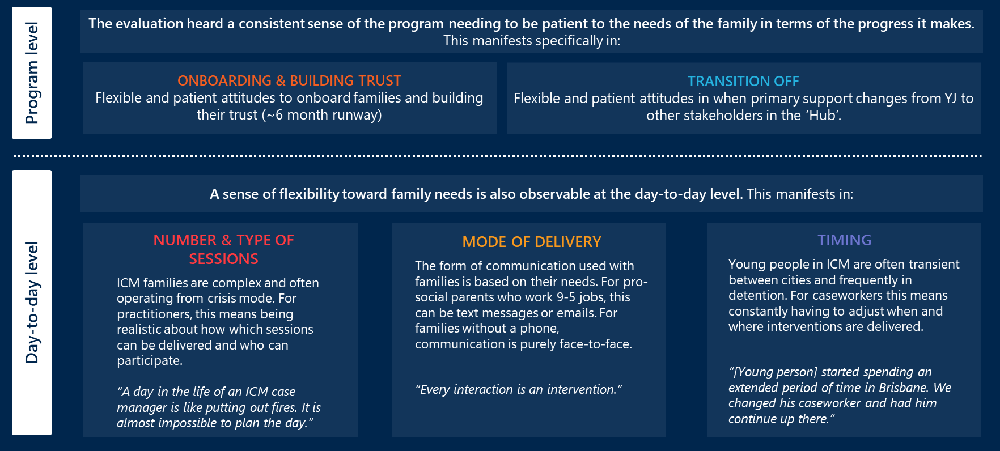 Program level
The evaluation heard a consistent sense of the program needing to be patient to the needs of the family in terms of the progress it makes.
This manifests specifically in:
ONBOARDING & BUILDING TRUST
Flexible and patient attitudes to onboard families and building
their trust (~6 month runway)
TRANSITION OFF
Flexible and patient attitudes in when primary support changes from YJ to
other stakeholders in the ‘Hub’.
Day-to-day level
A sense of flexibility toward family needs is also observable at the day-to-day level. This manifests in:
NUMBER & TYPE OF
SESSIONS
ICM families are complex and often
operating from crisis mode. For
practitioners, this means being
realistic about how which sessions
can be delivered and who can
participate.
“A day in the life of an ICM case
manager is like putting out fires. It is
almost impossible to plan the day.”
MODE OF DELIVERY
The form of communication used with
families is based on their needs. For pro-
social parents who work 9-5 jobs, this
can be text messages or emails. For
families without a phone,
communication is purely face-to-face.
“Every interaction is an intervention.”
TIMING
Young people in ICM are often transient
between cities and frequently in
detention. For caseworkers this means
constantly having to adjust when and
where interventions are delivered.
“[Young person] started spending an
extended period of time in Brisbane. We
changed his caseworker and had him
continue up there.”